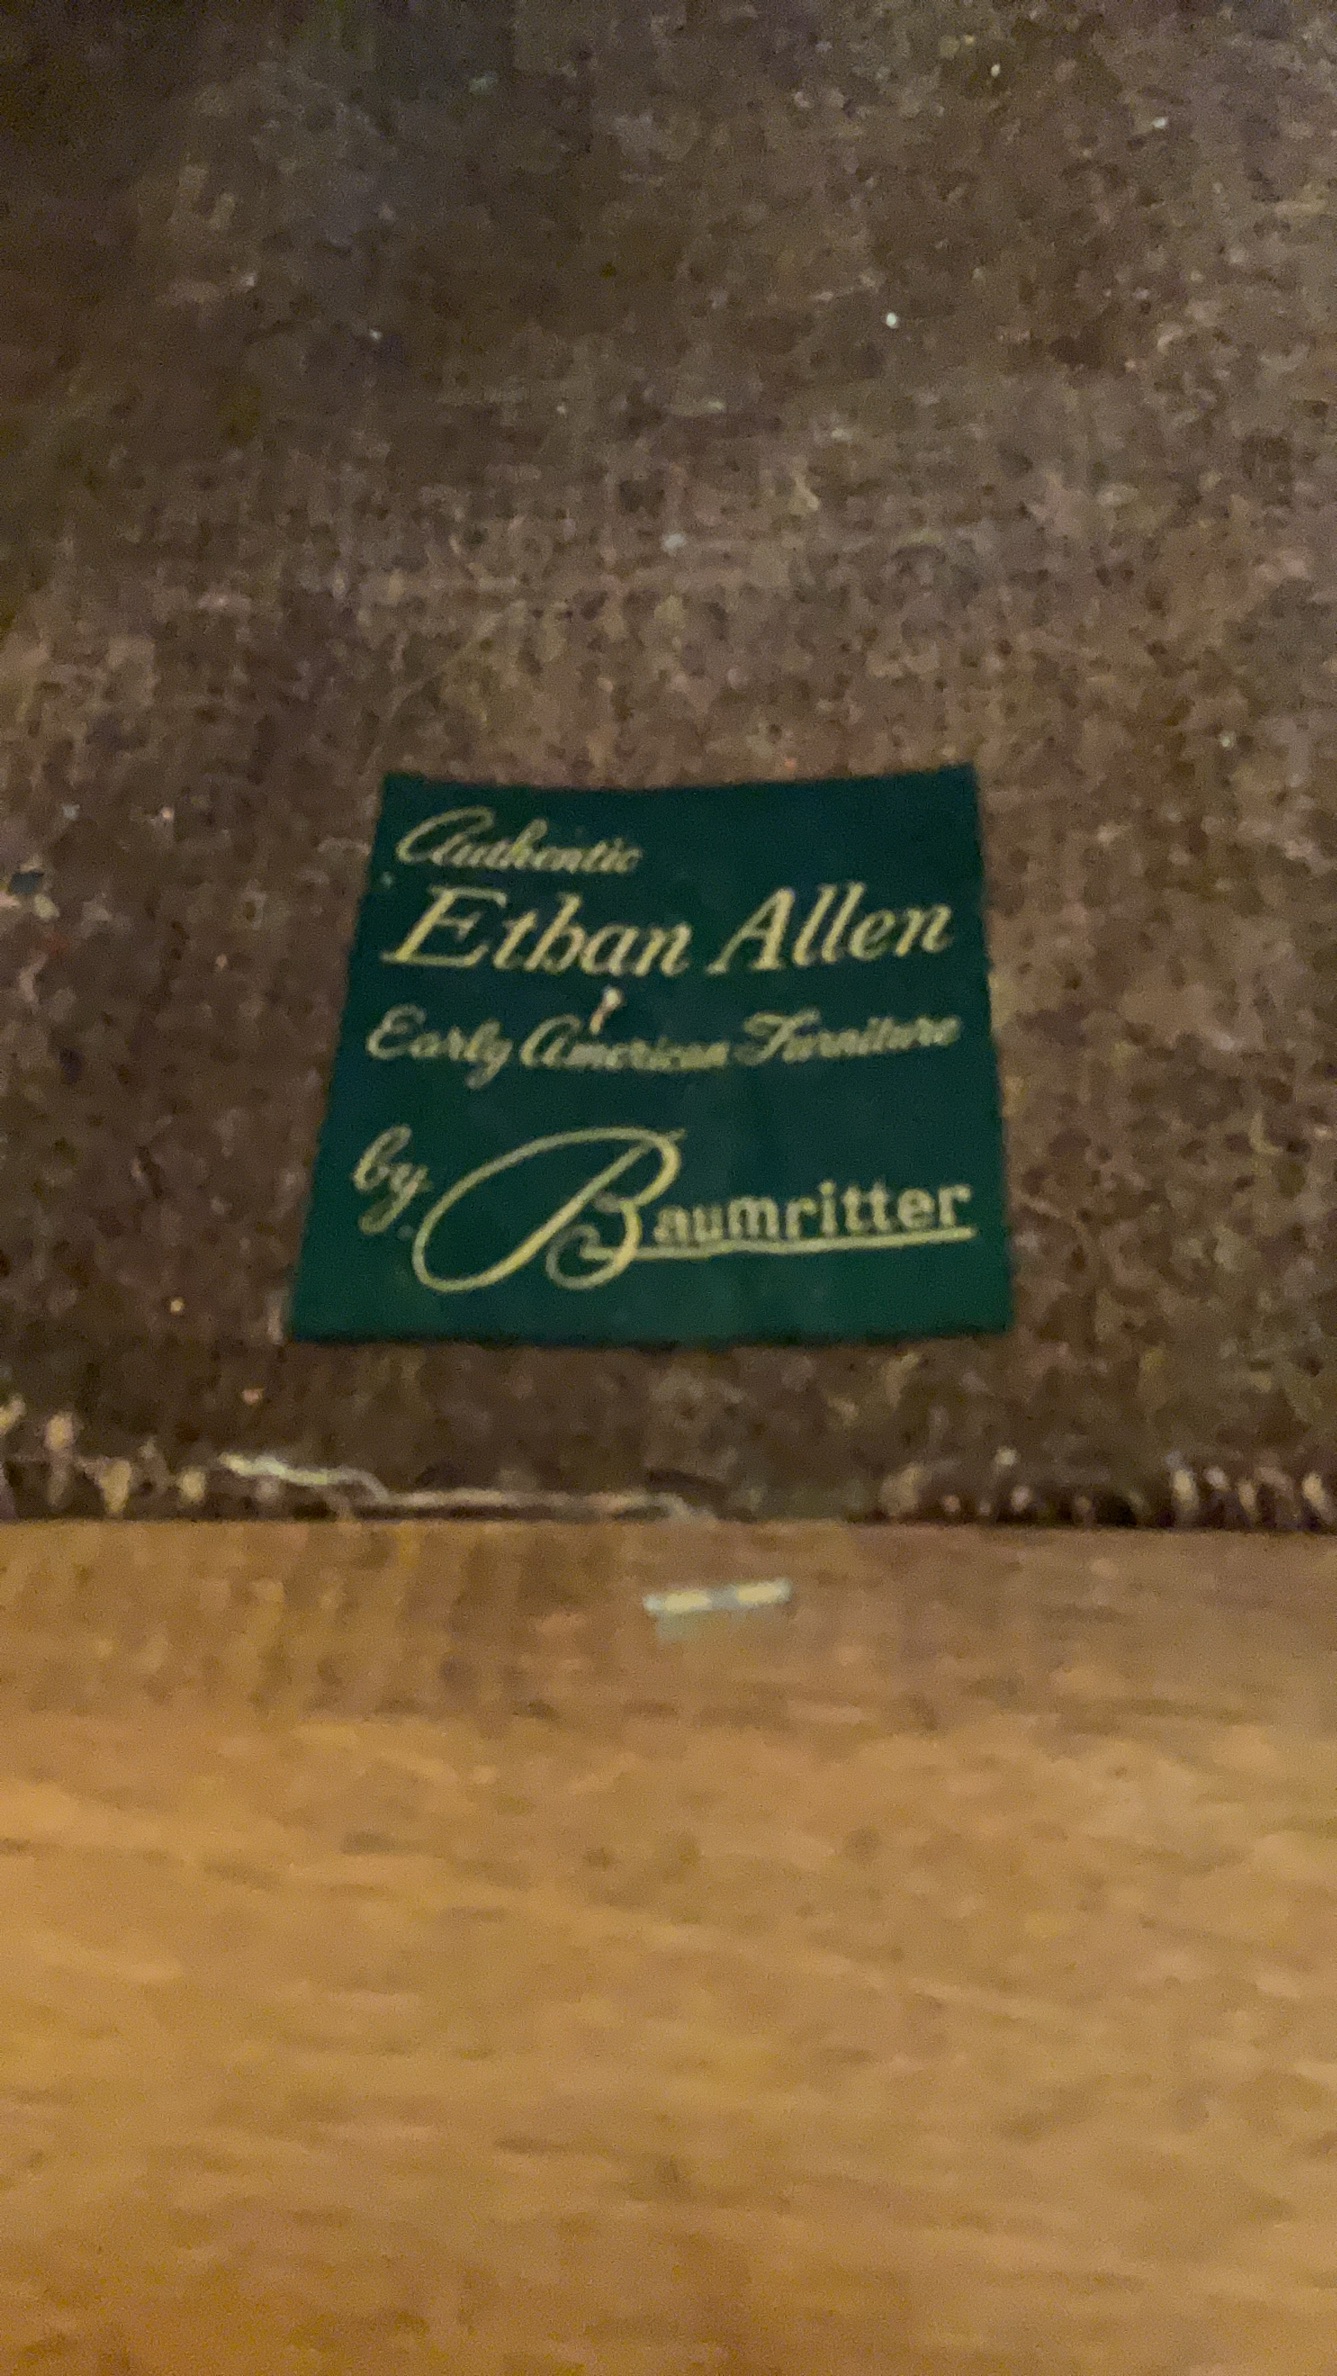 Authentic
Ethan Allen
Early American Furniture
by Baumritter